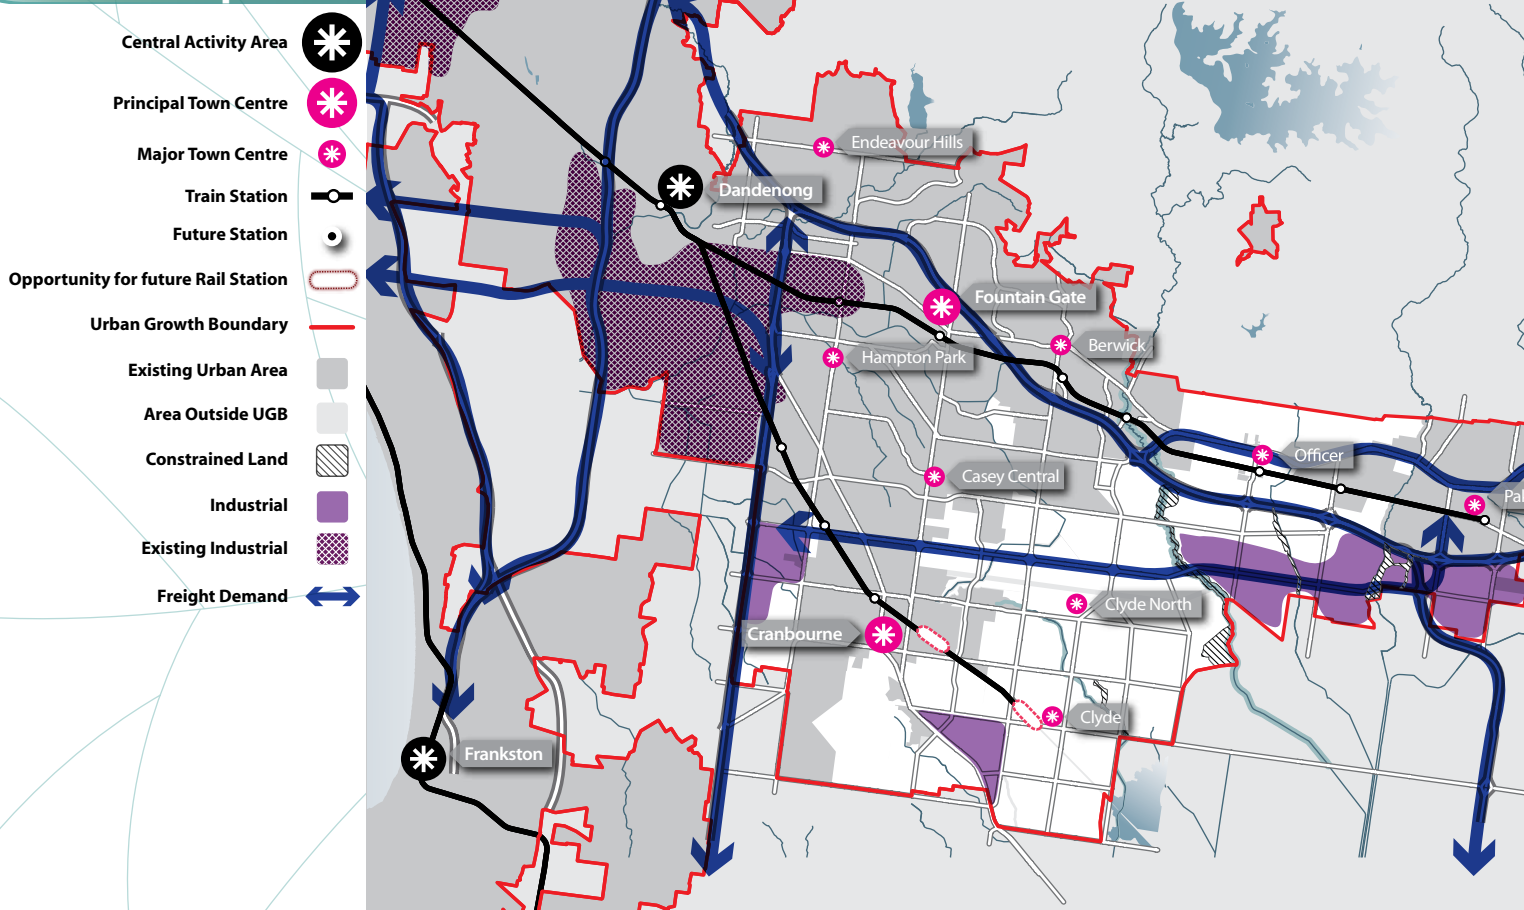 Central Activity Area
Principal Town Centre
Major Town Centre
Train Station
Future Station
Opportunity for future Rail Station
Urban Growth Boundary
Existing Urban Area
Area Outside UGB
Constrained Land
Industrial
Existing Industrial
Freight Demand
Endeavour Hills
Dandenong
Fountain Gate
Berwick
Hampton Park
Officer
Casey Central
Pak
Clyde North
Cranbourne
Clyde
Frankston